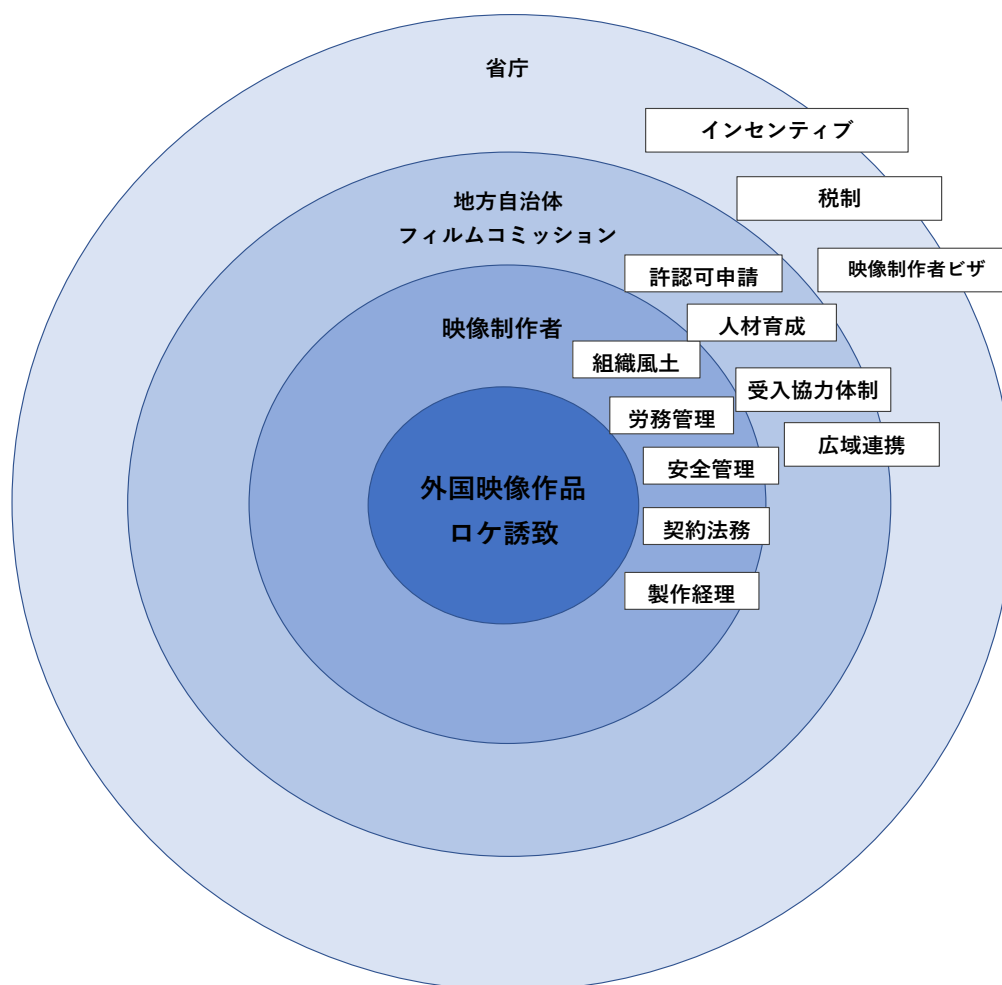 省庁
インセンティブ
税制
地方自治体
フィルムコミッション
映像制作者ビザ
許認可申請
人材育成
映像制作者
組織風土
受入協力体制
労務管理
広域連携
安全管理
外国映像作品
ロケ誘致
契約法務
製作経理